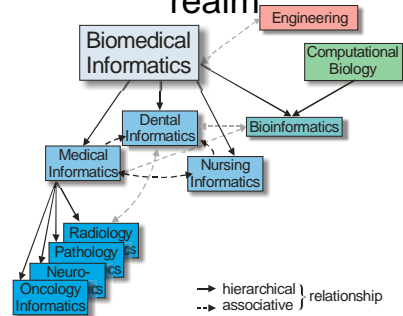 realm
Engineering
Biomedical
Informatics
Computational
Biology
Dental
Informatics
Bioinformatics
Medical
Informatics
Nursing
Informatics
Radiology
Pathology
Neuro-
Oncology
Informatics
hierarchical
associative
relationship